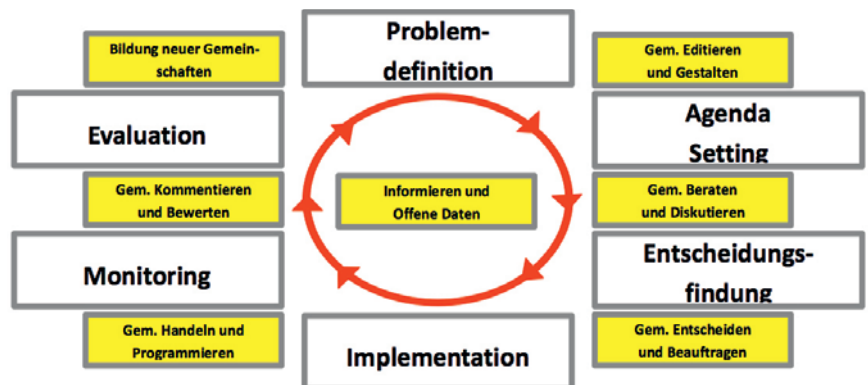 Problem-
definition
Bildung neuer Gemein-
schaften
Gem. Editieren
und Gestalten
Evaluation
Agenda
Setting
Gem. Kommentieren
und Bewerten
Informieren und
Offene Daten
Gem. Beraten
und Diskutieren
Monitoring
Entscheidungs-
findung
Gem. Handeln und
Programmieren
Implementation
Gem. Entscheiden
und Beauftragen